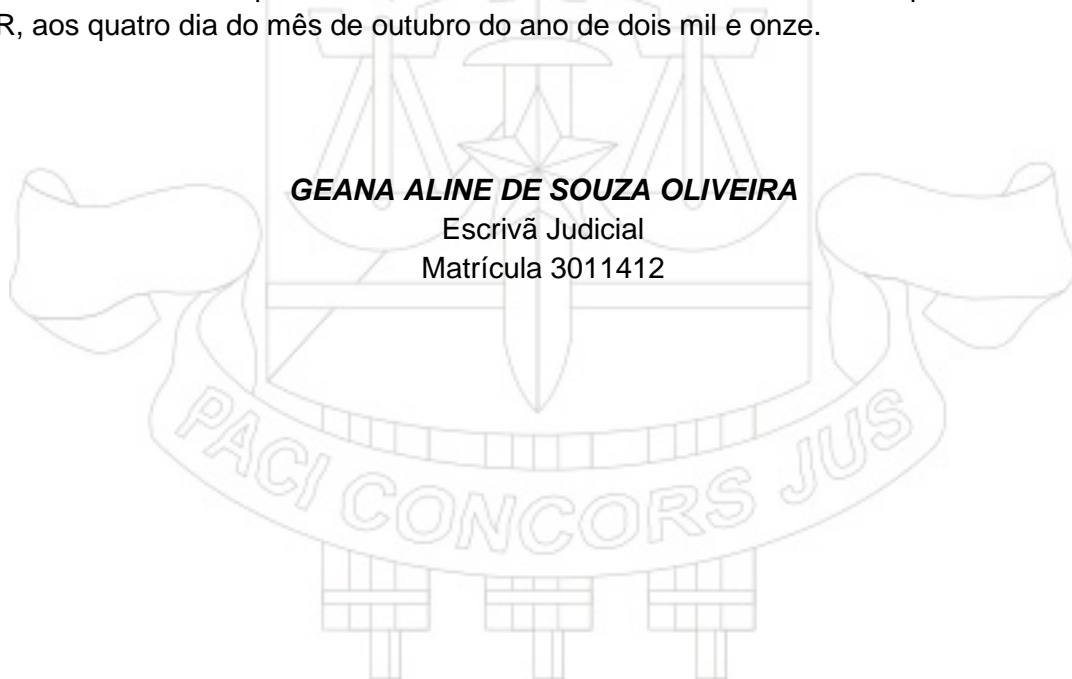 R, aos quatro dia do mês de outubro do ano de dois mil e onze.
GEANA ALINE DE SOUZA OLIVEIRA
Escrivã Judicial
Matrícula 3011412
PACI CONCORS JUS